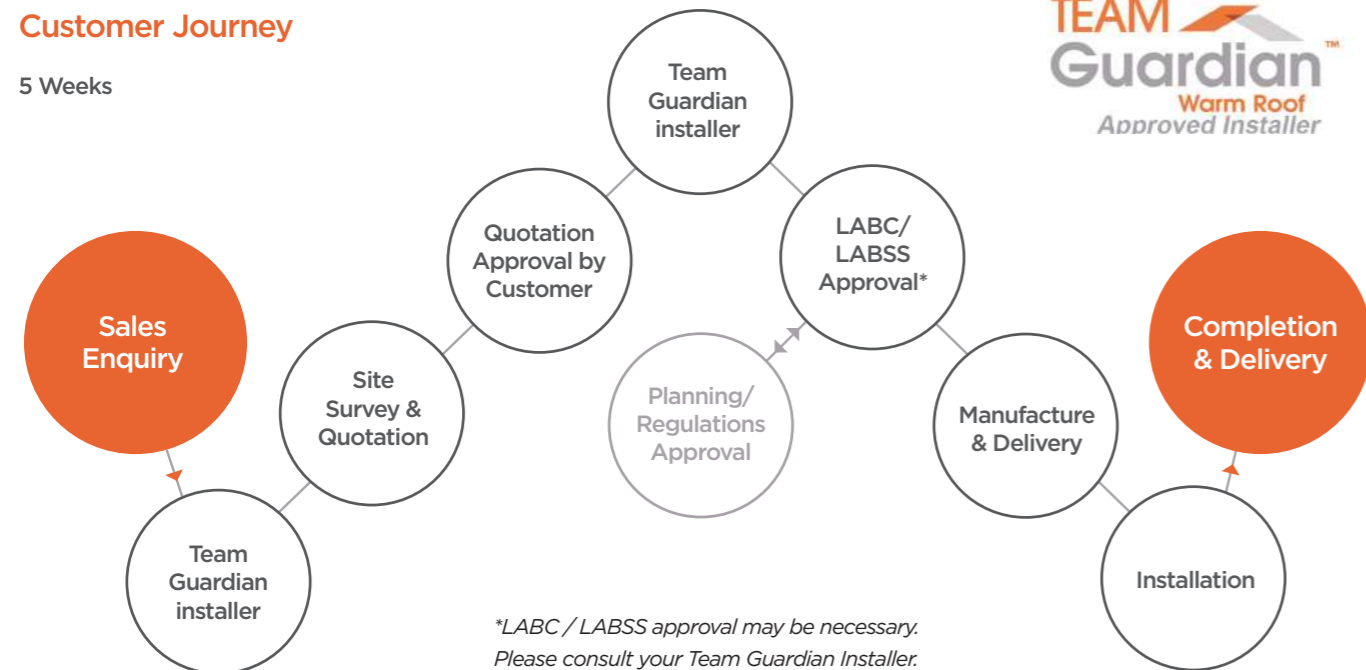 Customer Journey
5 Weeks
TEAM
Guardian™
Warm Roof
Approved Installer
Sales
Enquiry
Team
Guardian
installer
Site
Survey &
Quotation
Quotation
Approval by
Customer
Team
Guardian
installer
LABC/
LABSS
Approval*
Planning/
Regulations
Approval
Manufacture
& Delivery
Installation
Completion
& Delivery
*LABC / LABSS approval may be necessary.
Please consult your Team Guardian Installer.